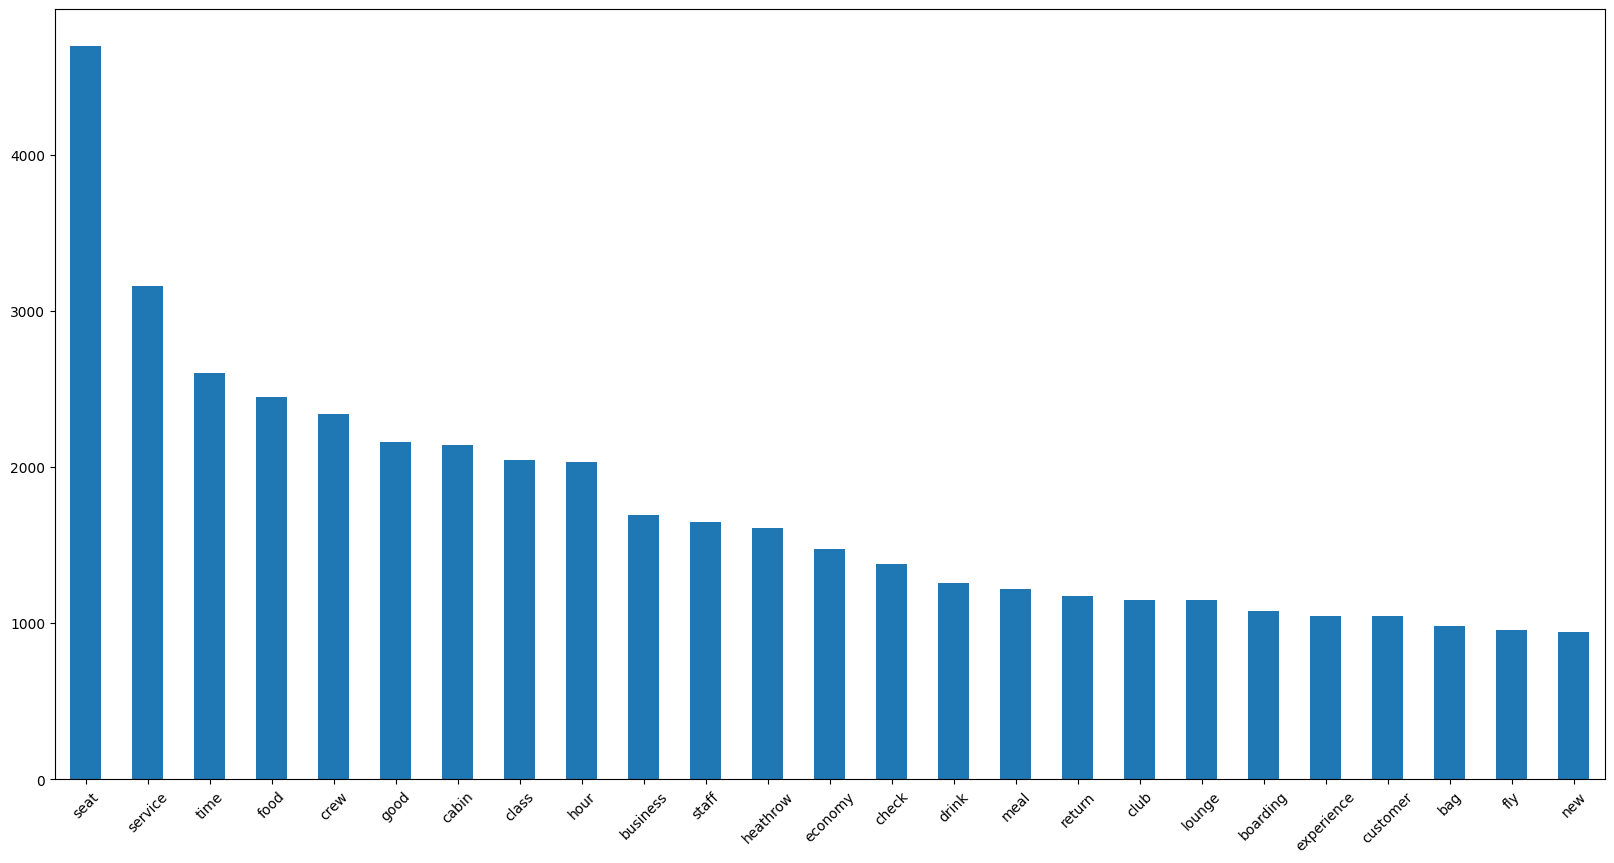 4000
3000
2000
1000
0
seat
service
time
food
crew
good
cabin
class
hour
business
staff
heathrow
economy
check
drink
meal
return
club
lounge
boarding
experience
customer
bag
fly
new